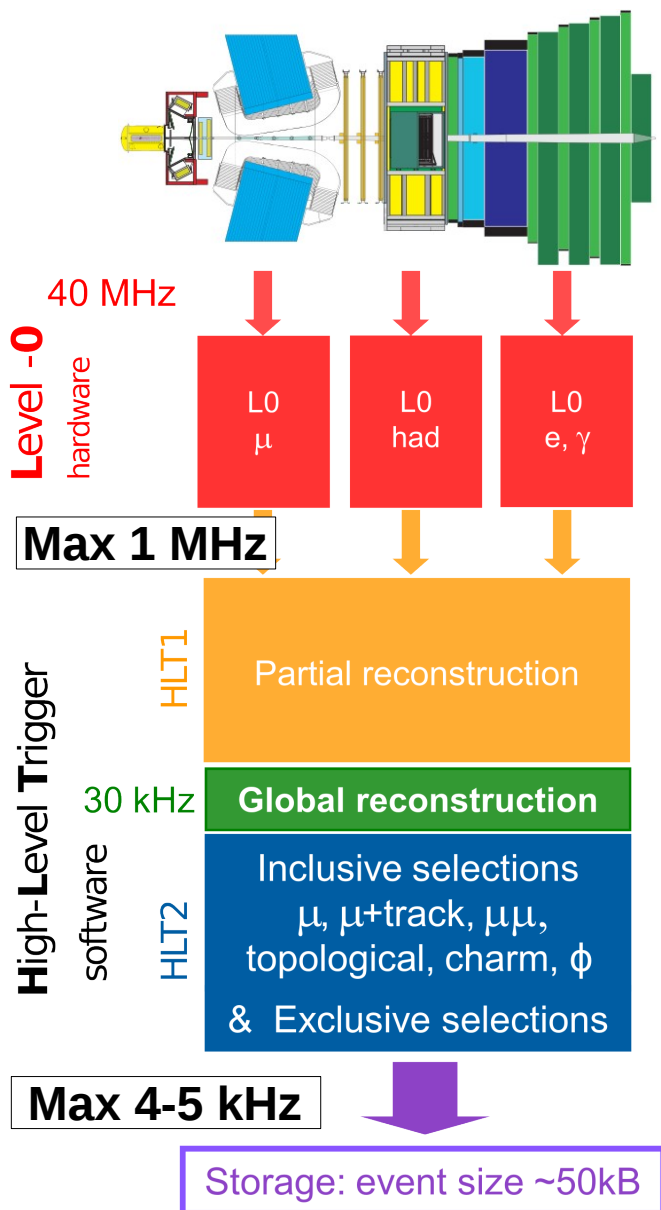 40 MHz
Level -0
hardware
L0
μ
L0
had
L0
e, γ
Max 1 MHz
HLT1
Partial reconstruction
High-Level Trigger
software
30 kHz
Global reconstruction
HLT2
Inclusive selections
μ, μ+track, μμ,
topological, charm, ϕ
& Exclusive selections
Max 4-5 kHz
Storage: event size ~50kB